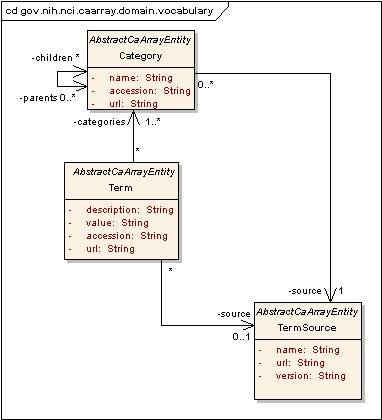 cd gov.nih.nci.caarray.domain.vocabulary
AbstractCaArrayEntity
Category
- name: String
- accession: String
- url: String
-children *
-parents 0..*
0..*
-categories 1..*
*
AbstractCaArrayEntity
Term
- description: String
- value: String
- accession: String
- url: String
*
-source 1
-source
0..1
AbstractCaArrayEntity
TermSource
- name: String
- url: String
- version: String